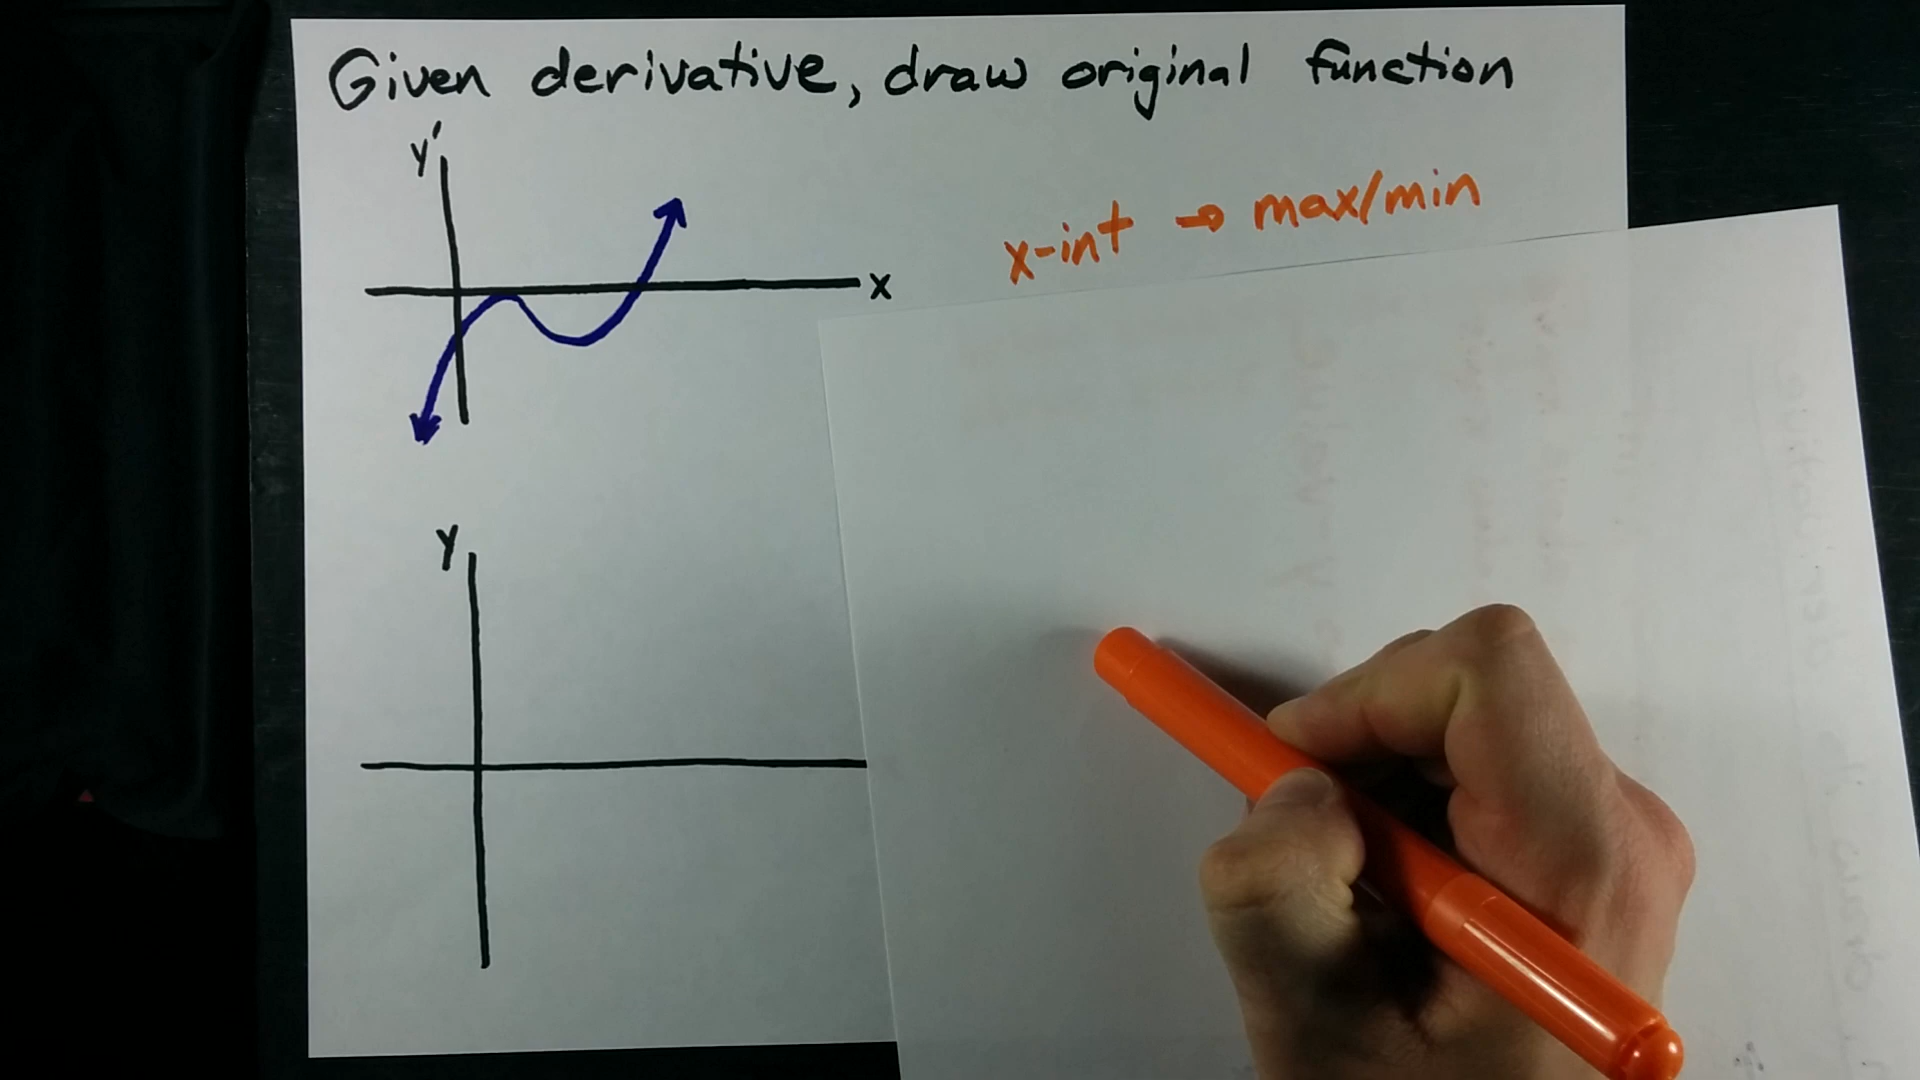 Given derivative, draw original function
y'
x-int → max/min
x
y